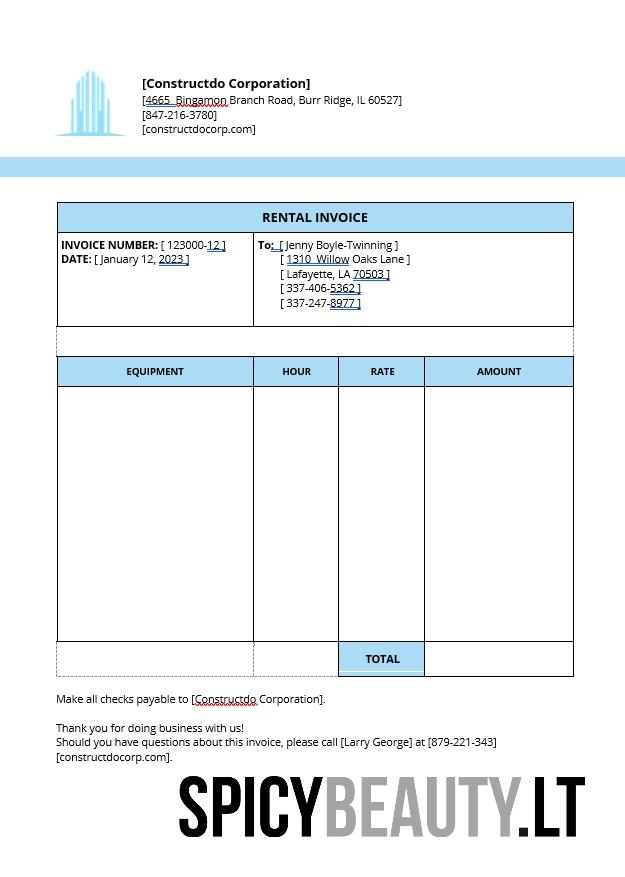 [Constructdo Corporation]
[4665 Bingamon Branch Road, Burr Ridge, IL 60527]
[847-216-3780]
[constructdocorp.com]
RENTAL INVOICE
INVOICE NUMBER: [ 123000-12 ]
DATE: [ January 12, 2023 ]
To: [ Jenny Boyle-Twinning ]
[ 1310 Willow Oaks Lane ]
[ Lafayette, LA 70503 ]
[ 337-406-5362 ]
[ 337-247-8977 ]
EQUIPMENT HOUR RATE AMOUNT
TOTAL
Make all checks payable to [Constructdo Corporation].
Thank you for doing business with us!
Should you have questions about this invoice, please call [Larry George] at [879-221-343]
[constructdocorp.com].
SPICYBEAUTY.LT